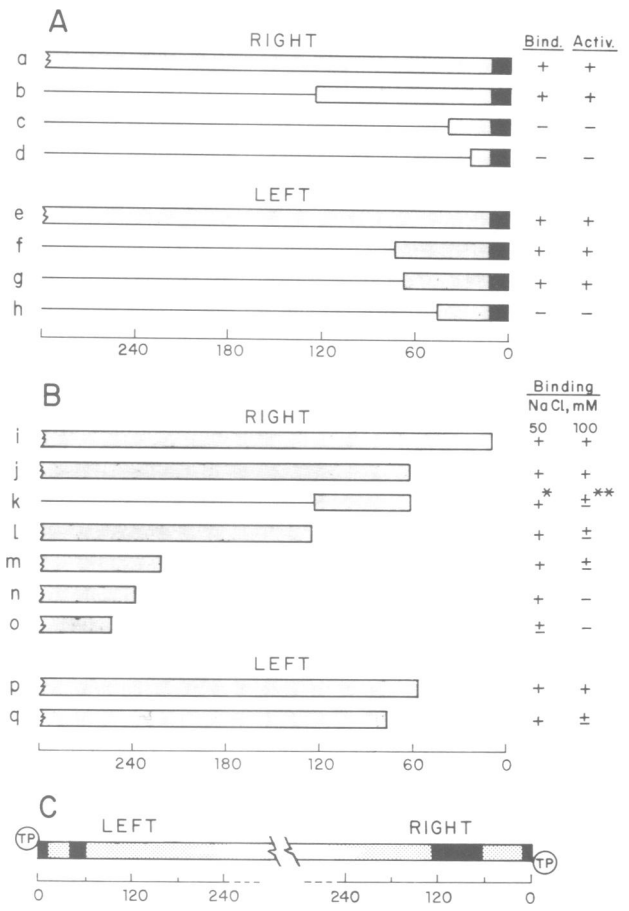 A
RIGHT
Bind. Activ.
a + +
b + +
c − −
d − −
LEFT
e + +
f + +
g + +
h − −
240 180 120 60 0
B
Binding
NaCl, mM
50 100
RIGHT
i + +
j + +
k +* ±**
l + ±
m + ±
n + −
o ± −
LEFT
p + +
q + ±
240 180 120 60 0
C
LEFT RIGHT
TP TP
0 120 240 240 120 0